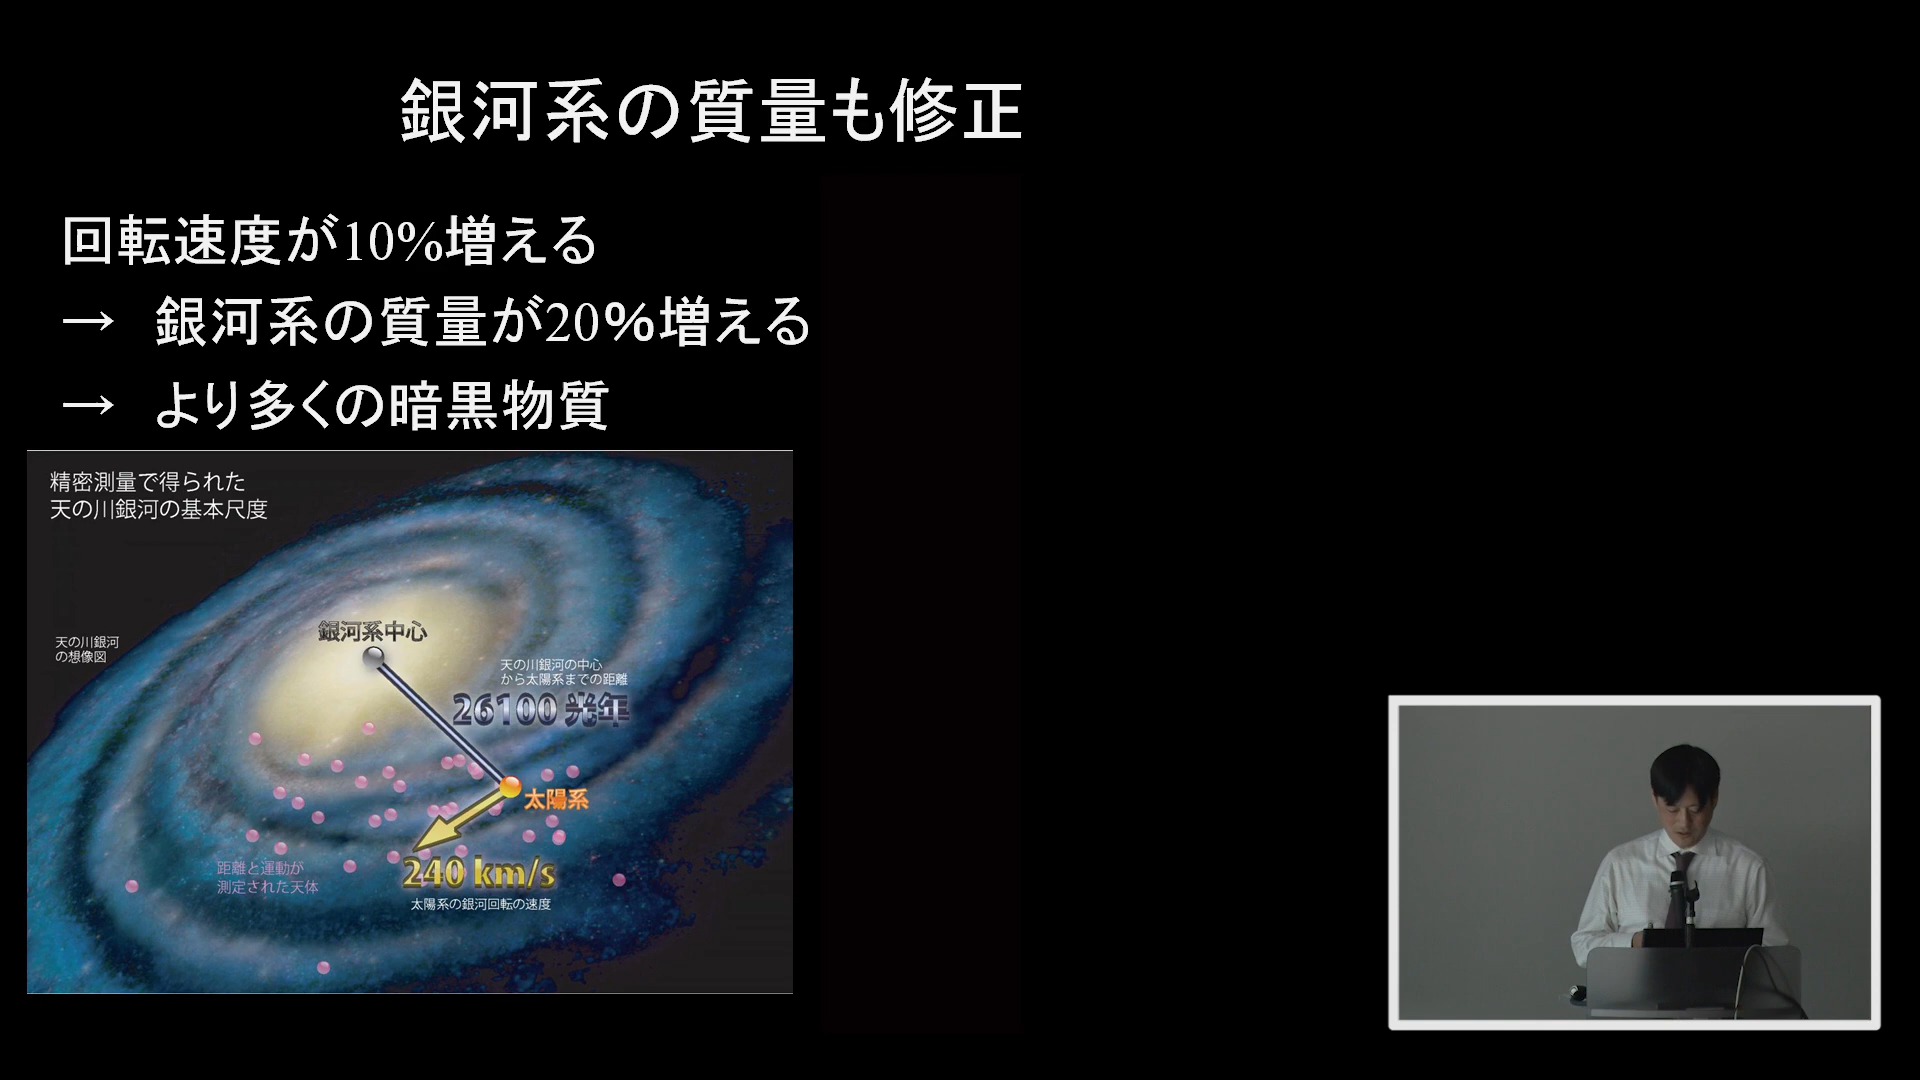 銀河系の質量も修正
回転速度が10%増える
→ 銀河系の質量が20%増える
→ より多くの暗黒物質
精密測量で得られた
天の川銀河の基本尺度
銀河系中心
天の川銀河
の想像図
天の川銀河の中心
から太陽系までの距離
26100 光年
太陽系
距離と運動が
測定された天体
240 km/s
太陽系の銀河回転の速度